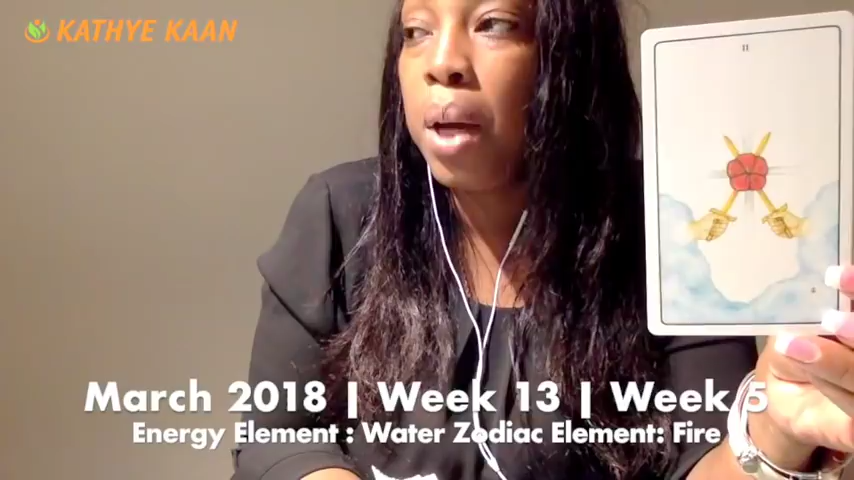 KATHYE KAAN
II
March 2018 | Week 13 | Week 5
Energy Element : Water Zodiac Element: Fire